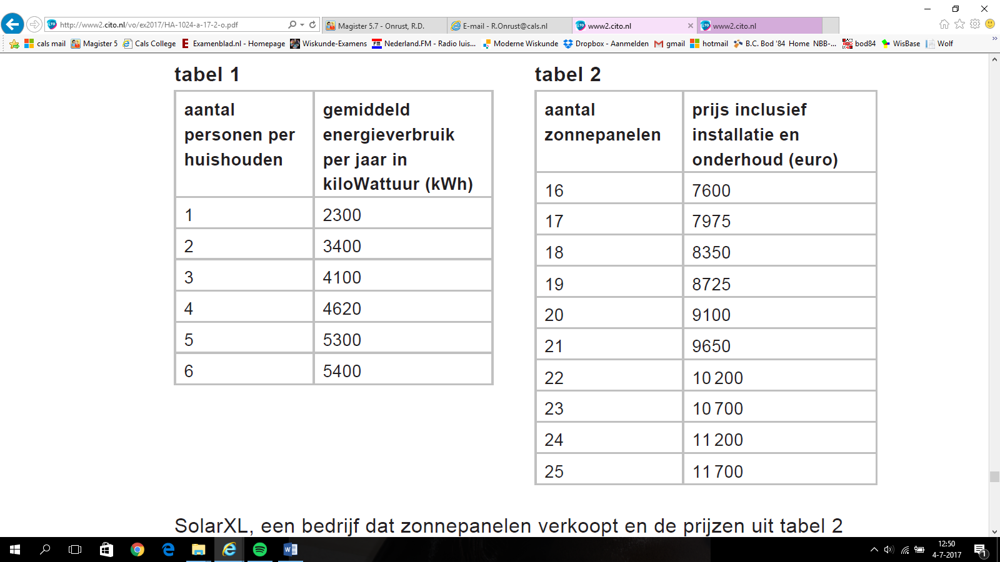 http://www2.cito.nl/vo/ex2017/HA-1024-a-17-2-o.pdf
Magister 5.7 - Onrust, R.D.
E-mail - R.Onrust@cals.nl
www2.cito.nl
www2.cito.nl
cals mail
Magister 5
Cals College
Examenblad.nl - Homepage
Wiskunde-Examens
Nederland.FM - Radio luis...
Moderne Wiskunde
Dropbox - Aanmelden
gmail
hotmail
B.C. Bod '84 Home NBB-...
bod84
WisBase
Wolf
tabel 1
aantal personen per huishouden | gemiddeld energieverbruik per jaar in kiloWattuur (kWh)
1 2300
2 3400
3 4100
4 4620
5 5300
6 5400
tabel 2
aantal zonnepanelen | prijs inclusief installatie en onderhoud (euro)
16 7600
17 7975
18 8350
19 8725
20 9100
21 9650
22 10 200
23 10 700
24 11 200
25 11 700
SolarXL, een bedrijf dat zonnepanelen verkoopt en de prijzen uit tabel 2
12:50
4-7-2017
1